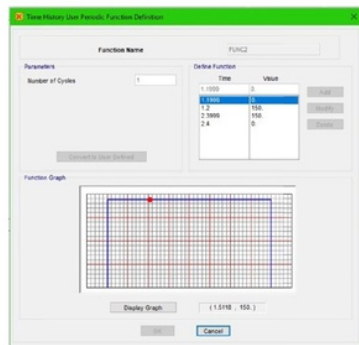 Time History User Periodic Function Definition
Function Name
FUNC2
Parameters
Number of Cycles
1
Convert to User Defined
Define Function
Time Value
1.1999 0.
1.1999 0.
1.2 150.
2.3999 150.
2.4 0.
Add
Modify
Delete
Function Graph
Display Graph
(1.5118 , 150.)
OK
Cancel